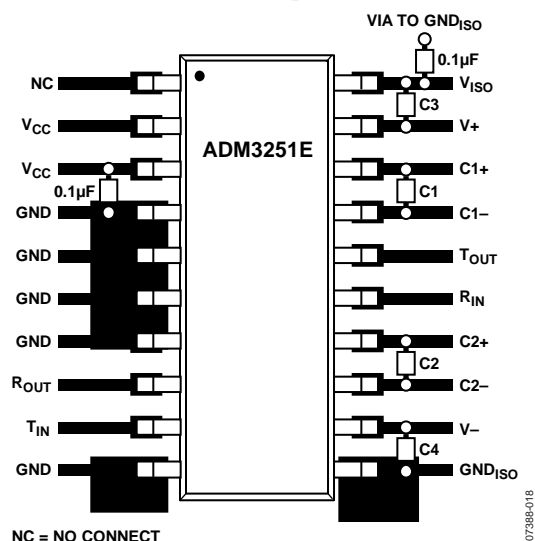 VIA TO GNDISO
0.1µF
NC
VISO
C3
VCC
V+
ADM3251E
VCC
C1+
0.1µF
C1
GND
C1–
GND
TOUT
GND
RIN
GND
C2+
C2
ROUT
C2–
TIN
V–
C4
GND
GNDISO
NC = NO CONNECT
07388-018